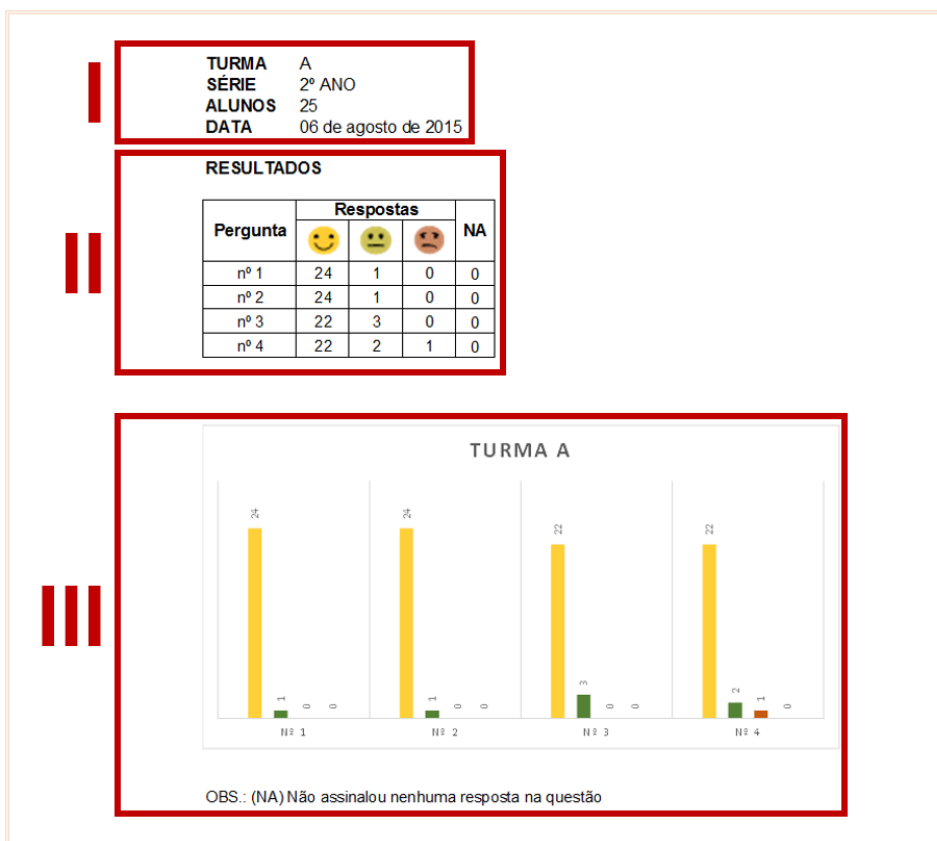 I
TURMA A
SÉRIE 2º ANO
ALUNOS 25
DATA 06 de agosto de 2015
II
RESULTADOS
Pergunta Respostas NA
nº 1 24 1 0 0
nº 2 24 1 0 0
nº 3 22 3 0 0
nº 4 22 2 1 0
III
TURMA A
24 1 0 0 24 1 0 0 22 3 0 0 22 2 1 0
Nº 1 Nº 2 Nº 3 Nº 4
OBS.: (NA) Não assinalou nenhuma resposta na questão